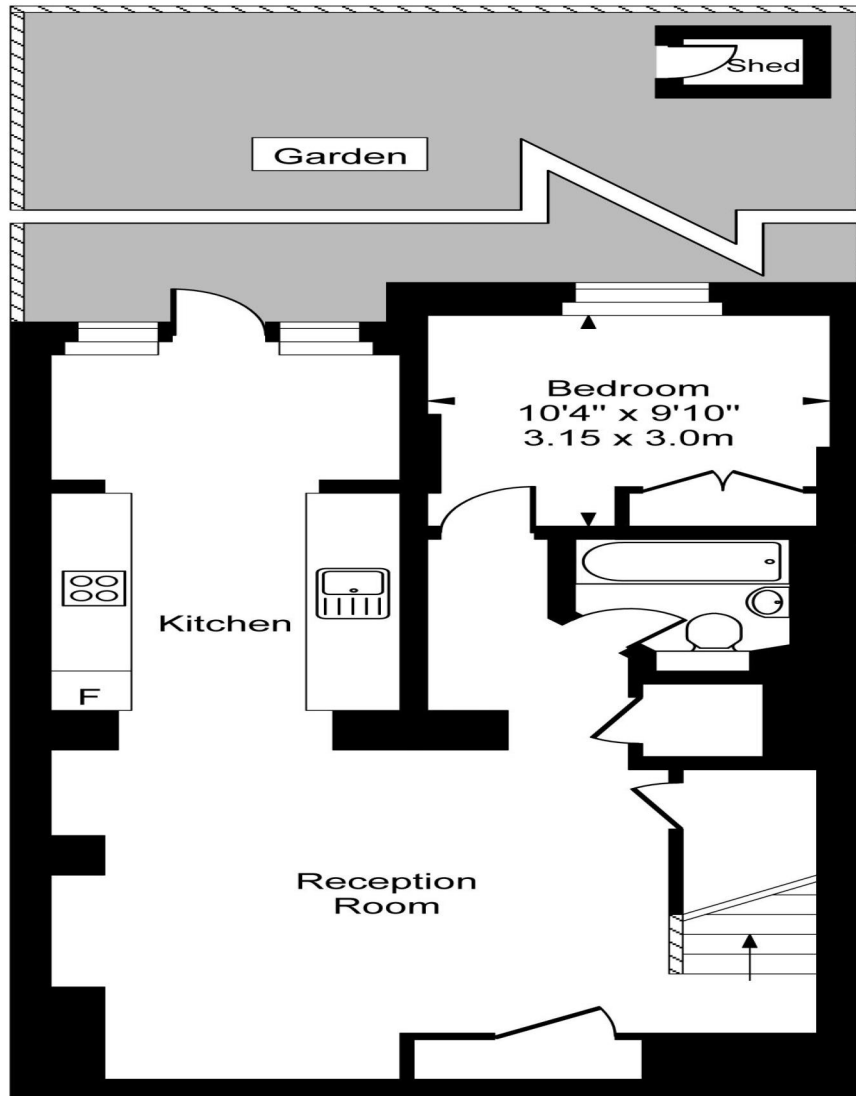 Shed
Garden
Bedroom
10'4" x 9'10"
3.15 x 3.0m
Kitchen
F
Reception
Room